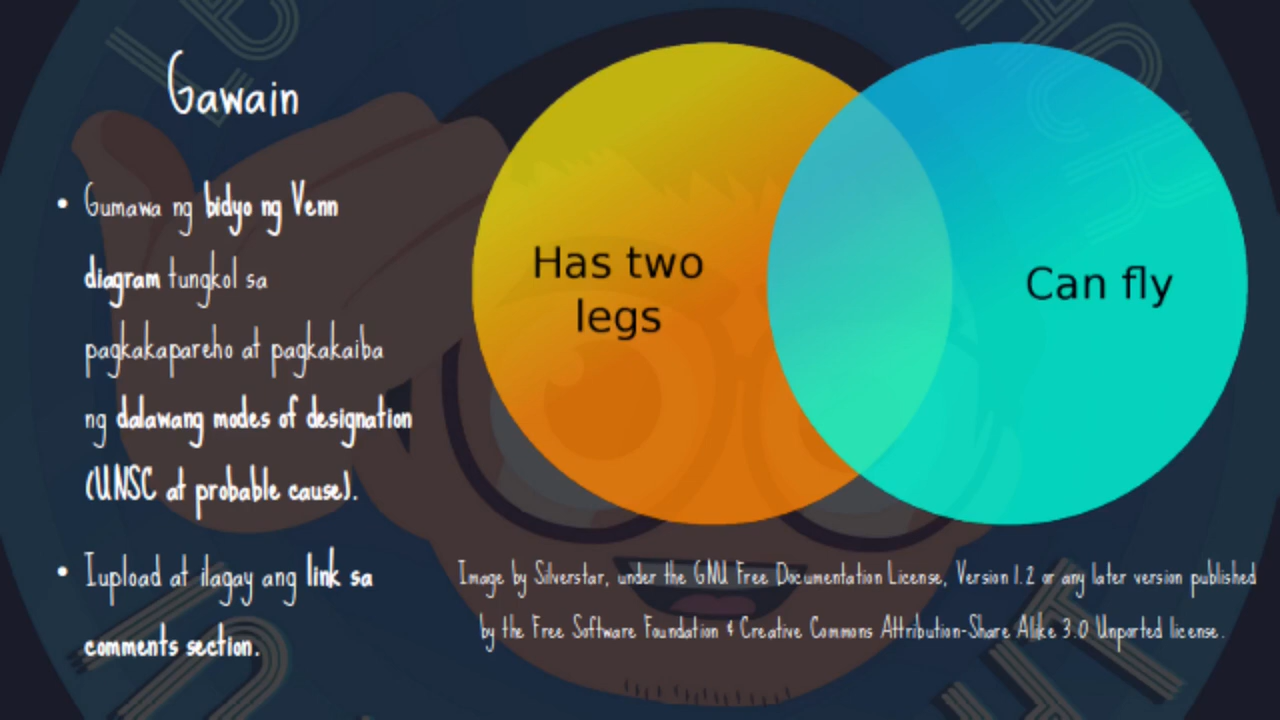 Gawain
• Gumawa ng bidyo ng Venn
diagram tungkol sa
pagkakapareho at pagkakaiba
ng dalawang modes of designation
(UNSC at probable cause).
• Iupload at ilagay ang link sa
comments section.
Has two
legs
Can fly
Image by Silverstar, under the GNU Free Documentation License, Version 1.2 or any later version published
by the Free Software Foundation & Creative Commons Attribution-Share Alike 3.0 Unported license.